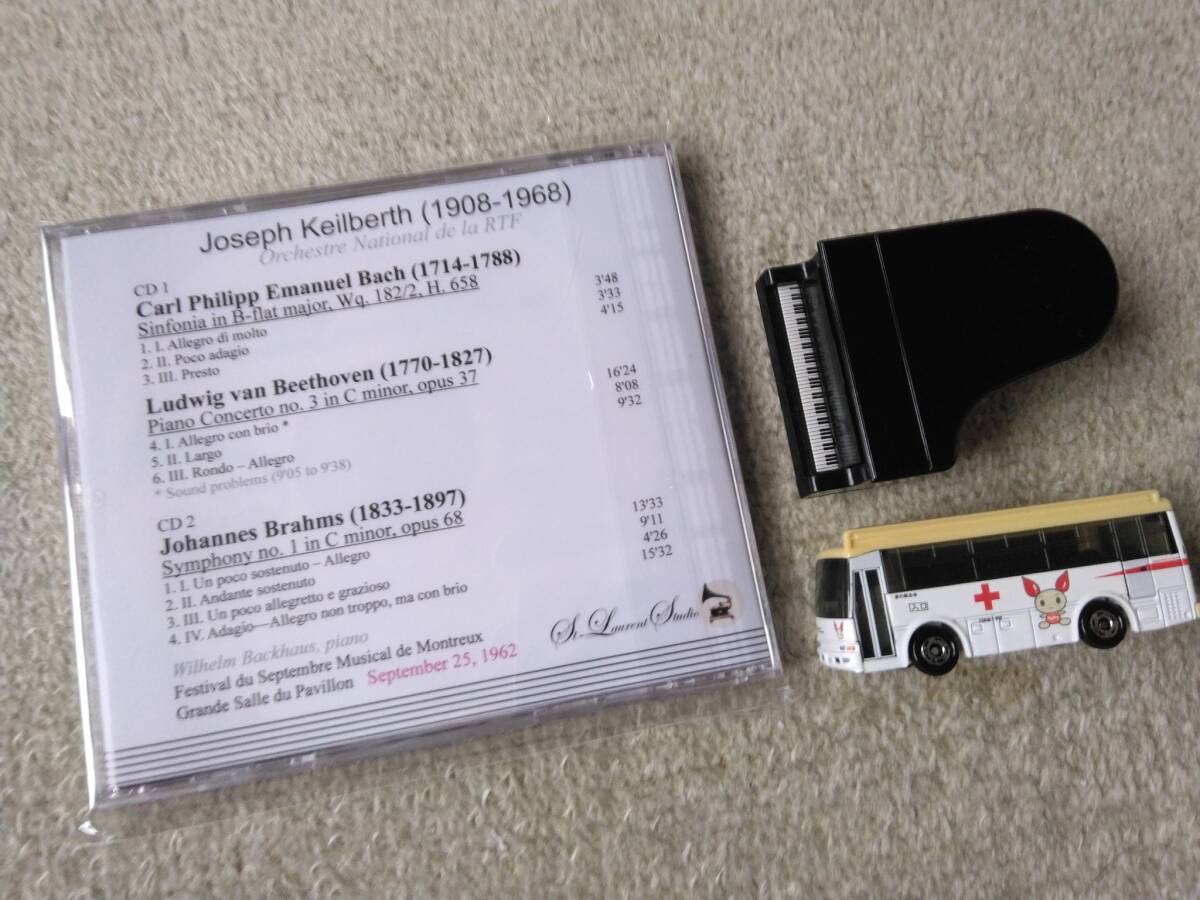 Joseph Keilberth (1908-1968)
Orchestre National de la RTF
CD 1
Carl Philipp Emanuel Bach (1714-1788)
Sinfonia in B-flat major, Wq. 182/2, H. 658
1. I. Allegro di molto 3'48
2. II. Poco adagio 3'33
3. III. Presto 4'15
Ludwig van Beethoven (1770-1827)
Piano Concerto no. 3 in C minor, opus 37
4. I. Allegro con brio * 16'24
5. II. Largo 8'08
6. III. Rondo – Allegro 9'32
* Sound problems (9'05 to 9'38)
CD 2
Johannes Brahms (1833-1897)
Symphony no. 1 in C minor, opus 68
1. I. Un poco sostenuto – Allegro 13'33
2. II. Andante sostenuto 9'11
3. III. Un poco allegretto e grazioso 4'26
4. IV. Adagio—Allegro non troppo, ma con brio 15'32
Wilhelm Backhaus, piano
Festival du Septembre Musical de Montreux
Grande Salle du Pavillon September 25, 1962
St. Laurent Studio
入口